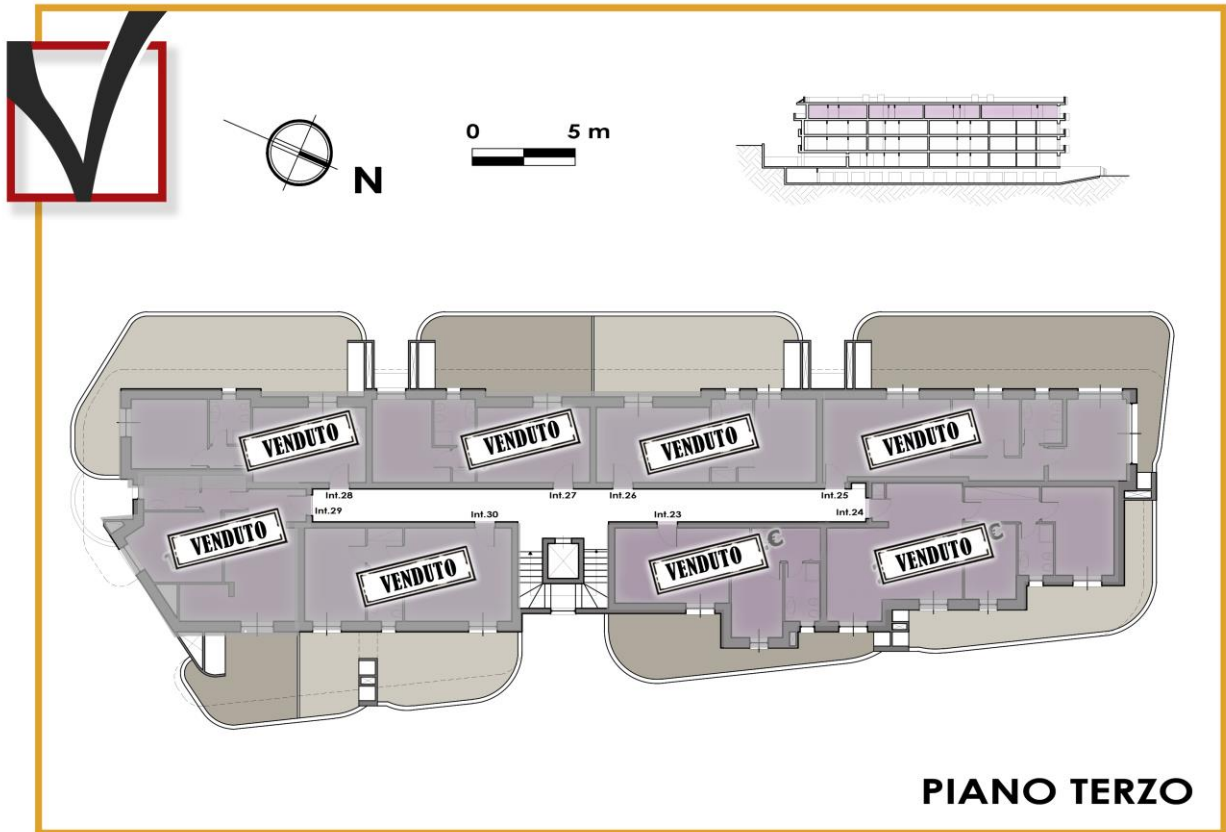 0 5 m
N
VENDUTO
VENDUTO
VENDUTO
VENDUTO
Int.28
Int.27
Int.26
Int.25
Int.29
Int.30
Int.23
Int.24
VENDUTO
VENDUTO
VENDUTO
€
VENDUTO
€
PIANO TERZO